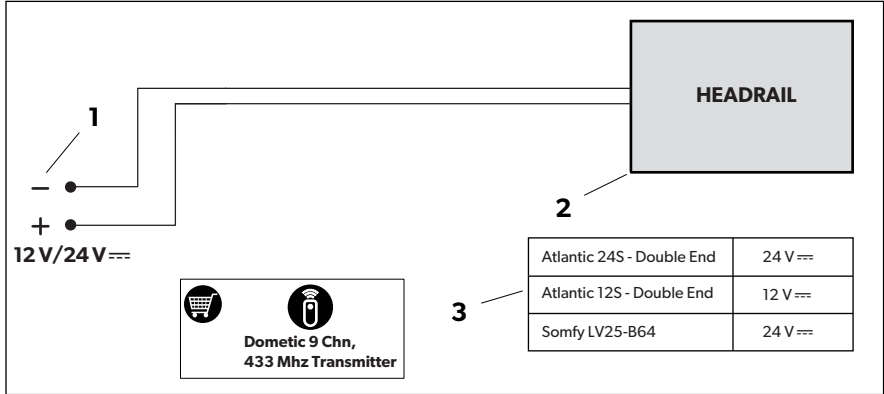 HEADRAIL
1
−
+
12 V/24 V⎓
2
3
Atlantic 24S - Double End 24 V⎓
Atlantic 12S - Double End 12 V⎓
Somfy LV25-B64 24 V⎓
Dometic 9 Chn,
433 Mhz Transmitter